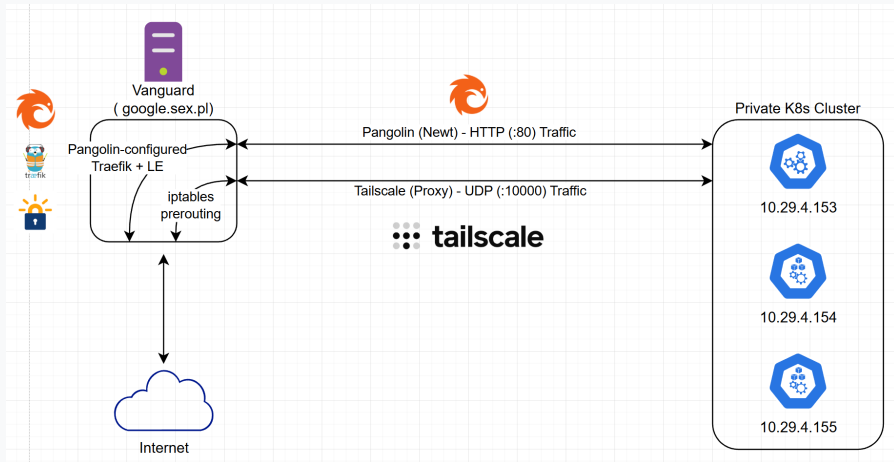 Vanguard
( google.sex.pl)
Private K8s Cluster
Pangolin (Newt) - HTTP (:80) Traffic
Pangolin-configured
Traefik + LE
træfik
Tailscale (Proxy) - UDP (:10000) Traffic
iptables
prerouting
tailscale
10.29.4.153
10.29.4.154
10.29.4.155
Internet